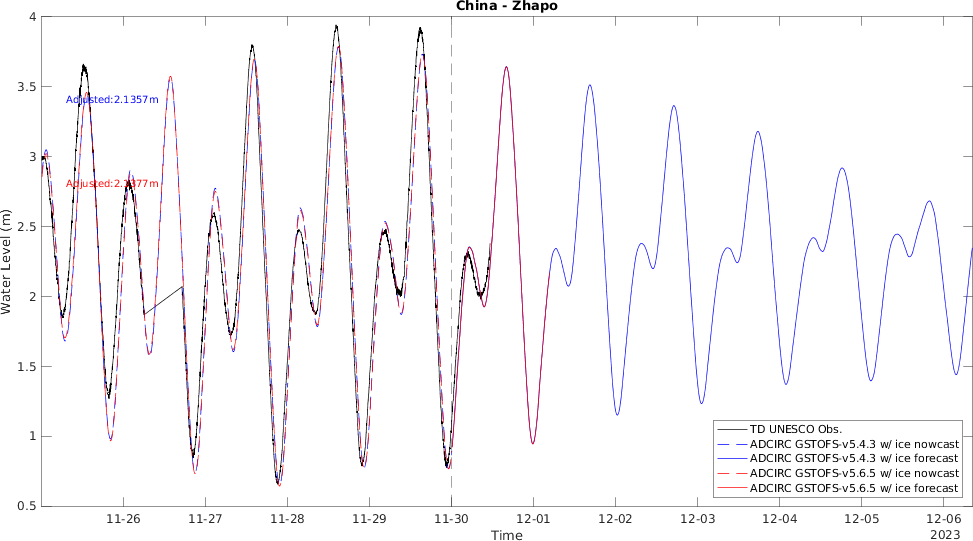 China - Zhapo
4
3.5
3
2.5
2
1.5
1
0.5
Water Level (m)
Adjusted:2.1357m
Adjusted:2.1377m
11-26 11-27 11-28 11-29 11-30 12-01 12-02 12-03 12-04 12-05 12-06
2023
Time
TD UNESCO Obs.
ADCIRC GSTOFS-v5.4.3 w/ ice nowcast
ADCIRC GSTOFS-v5.4.3 w/ ice forecast
ADCIRC GSTOFS-v5.6.5 w/ ice nowcast
ADCIRC GSTOFS-v5.6.5 w/ ice forecast